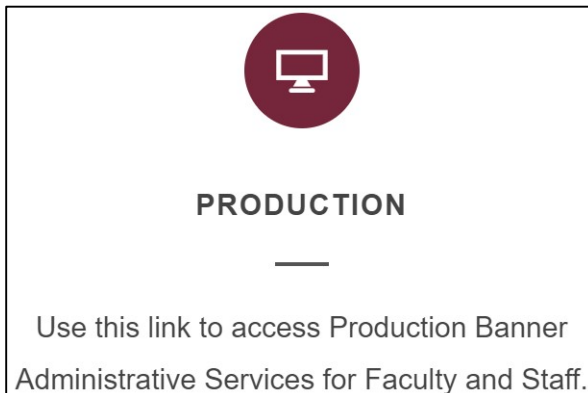 PRODUCTION
Use this link to access Production Banner
Administrative Services for Faculty and Staff.